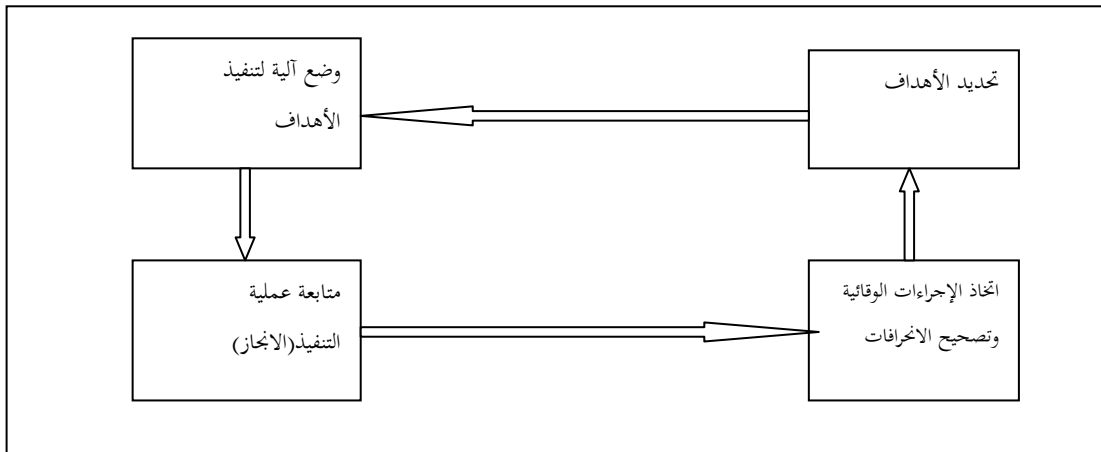 تحديد الأهداف
وضع آلية لتنفيذ
الأهداف
متابعة عملية
التنفيذ(الانجاز)
اتخاذ الإجراءات الوقائية
وتصحيح الانحرافات